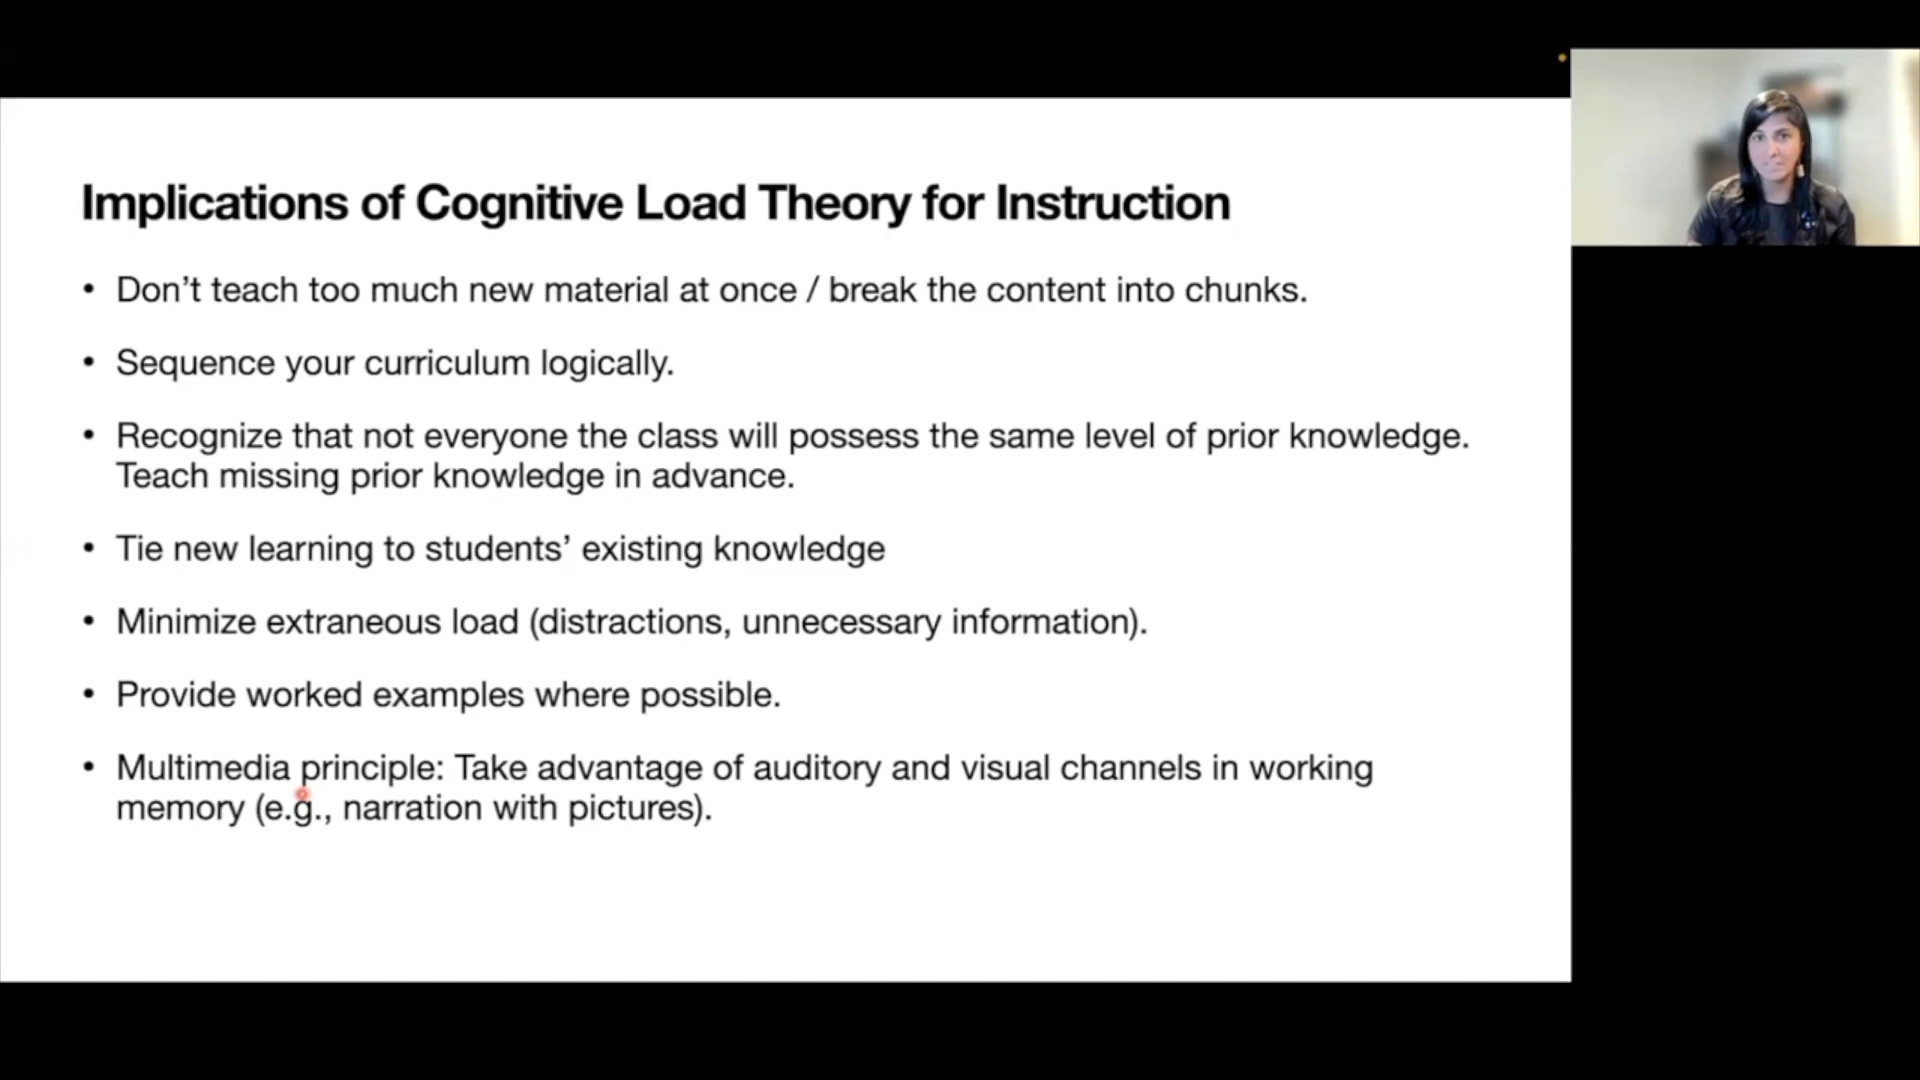 Implications of Cognitive Load Theory for Instruction
• Don’t teach too much new material at once / break the content into chunks.
• Sequence your curriculum logically.
• Recognize that not everyone the class will possess the same level of prior knowledge.
Teach missing prior knowledge in advance.
• Tie new learning to students’ existing knowledge
• Minimize extraneous load (distractions, unnecessary information).
• Provide worked examples where possible.
• Multimedia principle: Take advantage of auditory and visual channels in working
memory (e.g., narration with pictures).